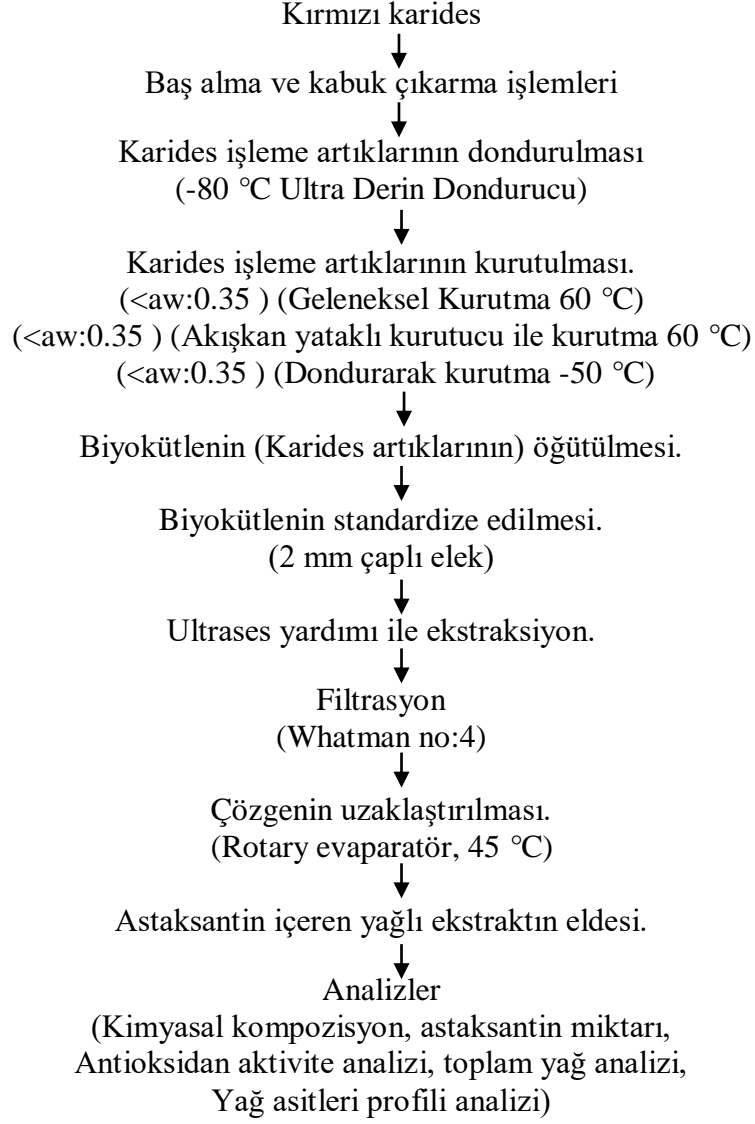 Kırmızı karides
Baş alma ve kabuk çıkarma işlemleri
Karides işleme artıklarının dondurulması
(-80 °C Ultra Derin Dondurucu)
Karides işleme artıklarının kurutulması.
(<aw:0.35 ) (Geleneksel Kurutma 60 °C)
(<aw:0.35 ) (Akışkan yataklı kurutucu ile kurutma 60 °C)
(<aw:0.35 ) (Dondurarak kurutma -50 °C)
Biyokütlenin (Karides artıklarının) öğütülmesi.
Biyokütlenin standardize edilmesi.
(2 mm çaplı elek)
Ultrases yardımı ile ekstraksiyon.
Filtrasyon
(Whatman no:4)
Çözgenin uzaklaştırılması.
(Rotary evaparatör, 45 °C)
Astaksantin içeren yağlı ekstraktın eldesi.
Analizler
(Kimyasal kompozisyon, astaksantin miktarı,
Antioksidan aktivite analizi, toplam yağ analizi,
Yağ asitleri profili analizi)